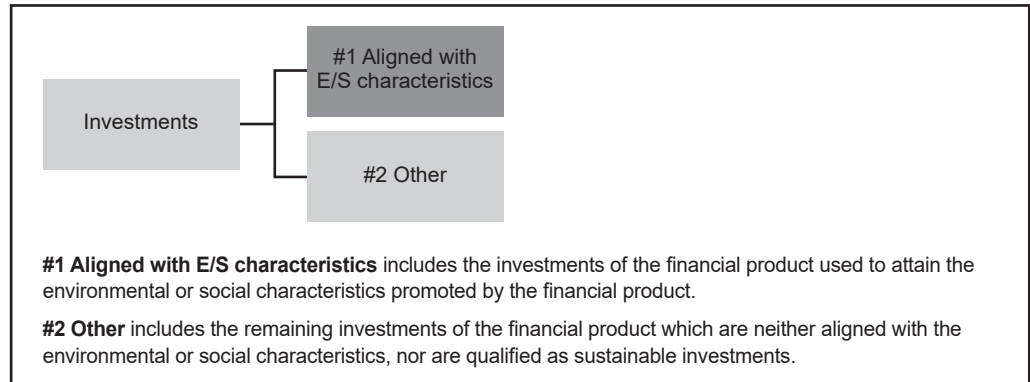 #1 Aligned with
E/S characteristics
Investments
#2 Other
#1 Aligned with E/S characteristics includes the investments of the financial product used to attain the
environmental or social characteristics promoted by the financial product.
#2 Other includes the remaining investments of the financial product which are neither aligned with the
environmental or social characteristics, nor are qualified as sustainable investments.